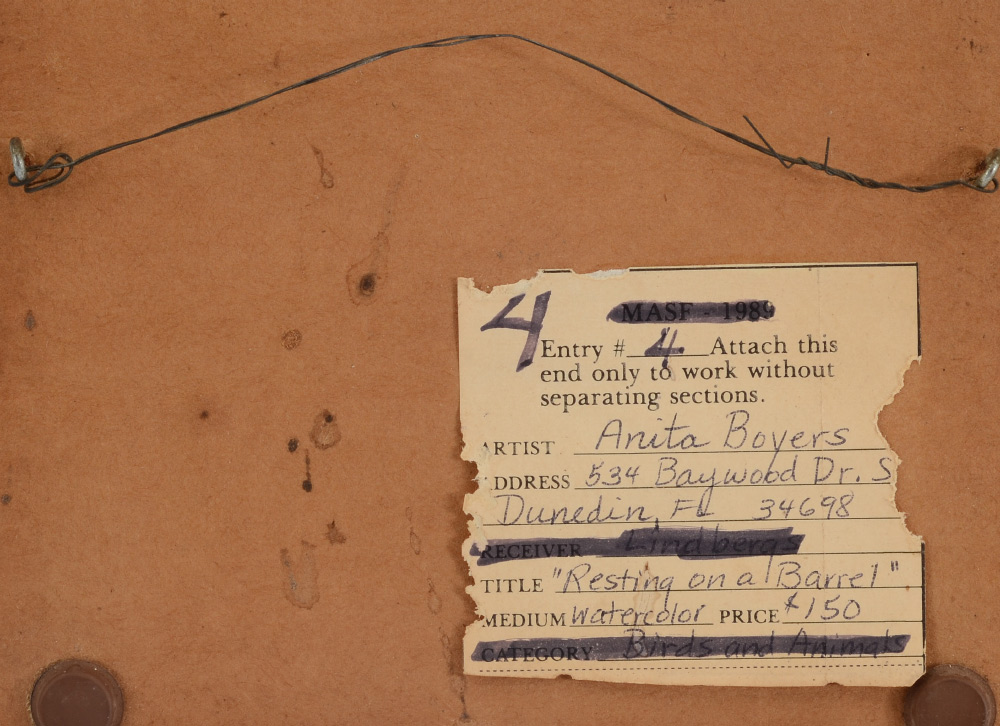 4
MASF - 1989
Entry # 4 Attach this
end only to work without
separating sections.
ARTIST Anita Boyers
ADDRESS 534 Baywood Dr. S
Dunedin, FL 34698
RECEIVER Lindbergs
TITLE "Resting on a Barrel"
MEDIUM Watercolor PRICE $150
CATEGORY Birds and Animals